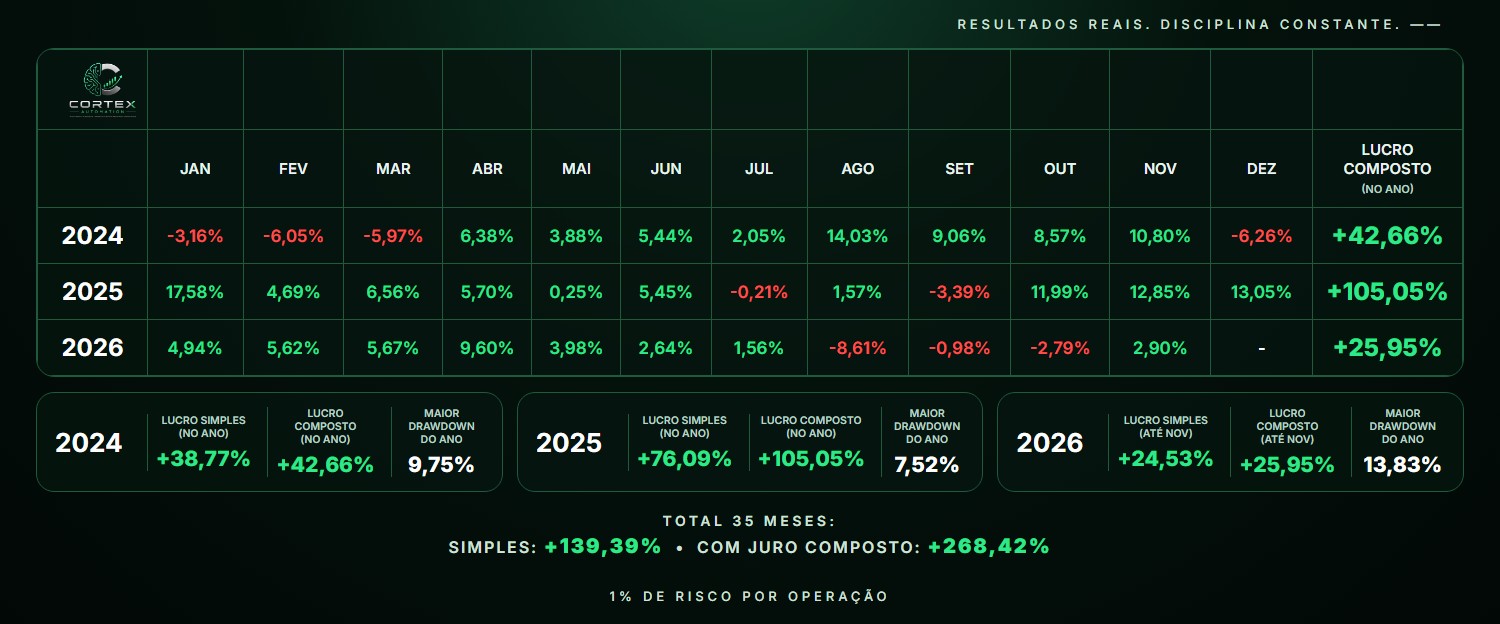 RESULTADOS REAIS. DISCIPLINA CONSTANTE. ——
CORTEX
AUTOMATION
JAN FEV MAR ABR MAI JUN JUL AGO SET OUT NOV DEZ LUCRO COMPOSTO (NO ANO)
2024 -3,16% -6,05% -5,97% 6,38% 3,88% 5,44% 2,05% 14,03% 9,06% 8,57% 10,80% -6,26% +42,66%
2025 17,58% 4,69% 6,56% 5,70% 0,25% 5,45% -0,21% 1,57% -3,39% 11,99% 12,85% 13,05% +105,05%
2026 4,94% 5,62% 5,67% 9,60% 3,98% 2,64% 1,56% -8,61% -0,98% -2,79% 2,90% - +25,95%
2024
LUCRO SIMPLES
(NO ANO)
+38,77%
LUCRO
COMPOSTO
(NO ANO)
+42,66%
MAIOR
DRAWDOWN
DO ANO
9,75%
2025
LUCRO SIMPLES
(NO ANO)
+76,09%
LUCRO COMPOSTO
(NO ANO)
+105,05%
MAIOR
DRAWDOWN
DO ANO
7,52%
2026
LUCRO SIMPLES
(ATÉ NOV)
+24,53%
LUCRO
COMPOSTO
(ATÉ NOV)
+25,95%
MAIOR
DRAWDOWN
DO ANO
13,83%
TOTAL 35 MESES:
SIMPLES: +139,39% • COM JURO COMPOSTO: +268,42%
1% DE RISCO POR OPERAÇÃO